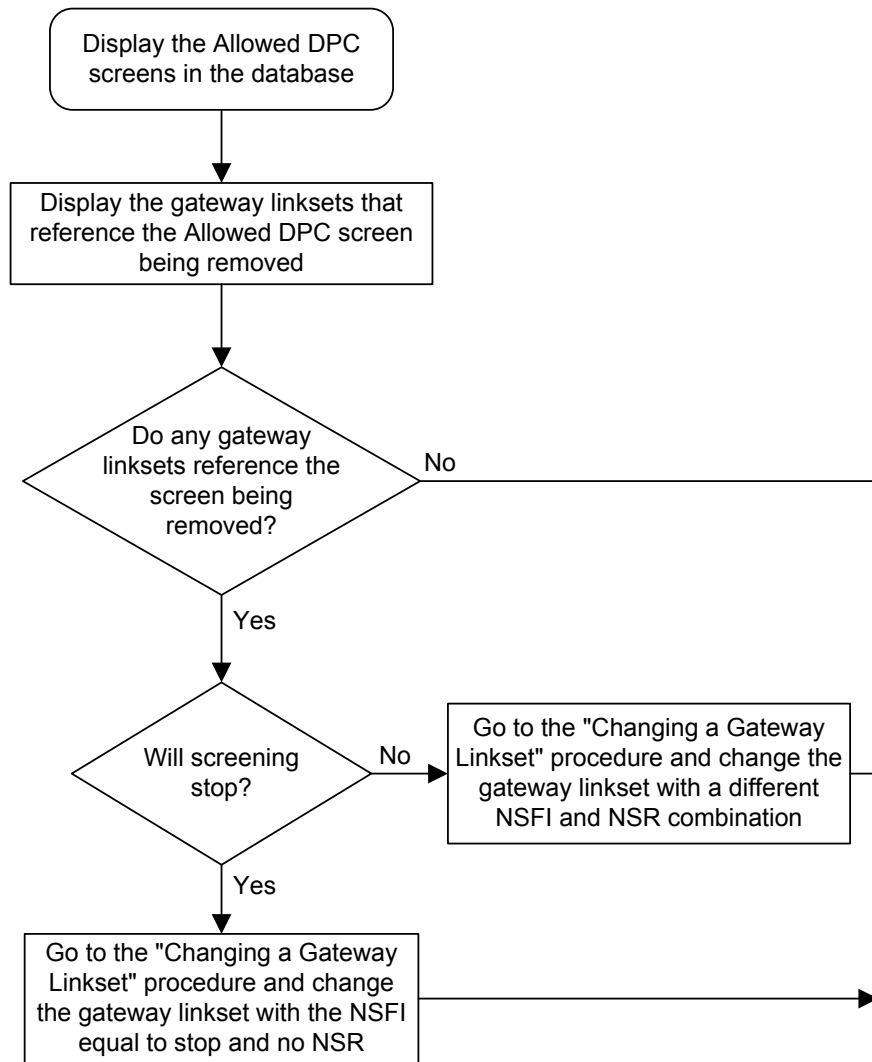 Display the Allowed DPC
screens in the database
Display the gateway linksets that
reference the Allowed DPC screen
being removed
Do any gateway
linksets reference the
screen being
removed?
No
Yes
Will screening
stop?
No
Go to the "Changing a Gateway
Linkset" procedure and change the
gateway linkset with a different
NSFI and NSR combination
Yes
Go to the "Changing a Gateway
Linkset" procedure and change
the gateway linkset with the NSFI
equal to stop and no NSR